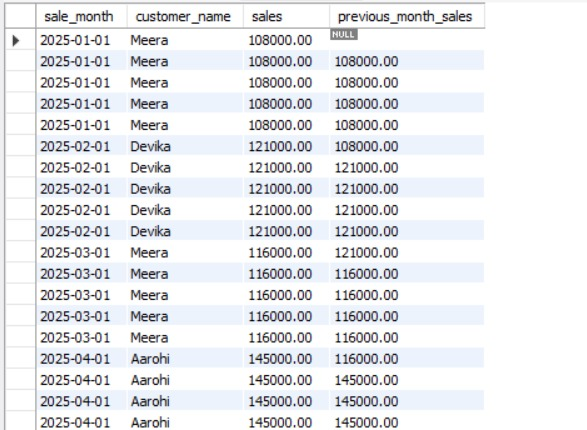 sale_month customer_name sales previous_month_sales
2025-01-01 Meera 108000.00 NULL
2025-01-01 Meera 108000.00 108000.00
2025-01-01 Meera 108000.00 108000.00
2025-01-01 Meera 108000.00 108000.00
2025-01-01 Meera 108000.00 108000.00
2025-02-01 Devika 121000.00 108000.00
2025-02-01 Devika 121000.00 121000.00
2025-02-01 Devika 121000.00 121000.00
2025-02-01 Devika 121000.00 121000.00
2025-02-01 Devika 121000.00 121000.00
2025-03-01 Meera 116000.00 121000.00
2025-03-01 Meera 116000.00 116000.00
2025-03-01 Meera 116000.00 116000.00
2025-03-01 Meera 116000.00 116000.00
2025-03-01 Meera 116000.00 116000.00
2025-04-01 Aarohi 145000.00 116000.00
2025-04-01 Aarohi 145000.00 145000.00
2025-04-01 Aarohi 145000.00 145000.00
2025-04-01 Aarohi 145000.00 145000.00